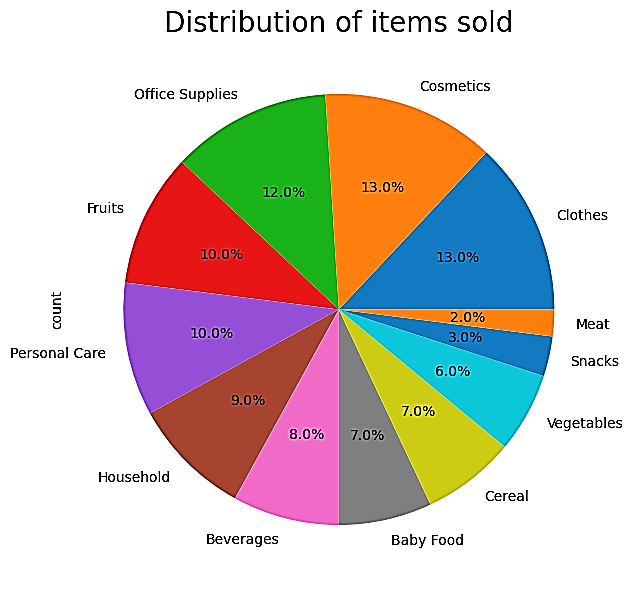 Distribution of items sold
Cosmetics
Office Supplies
13.0%
12.0%
Fruits
Clothes
10.0%
13.0%
count
Meat
2.0%
10.0%
3.0%
Personal Care
Snacks
6.0%
9.0%
7.0%
Vegetables
8.0%
7.0%
Household
Cereal
Beverages
Baby Food